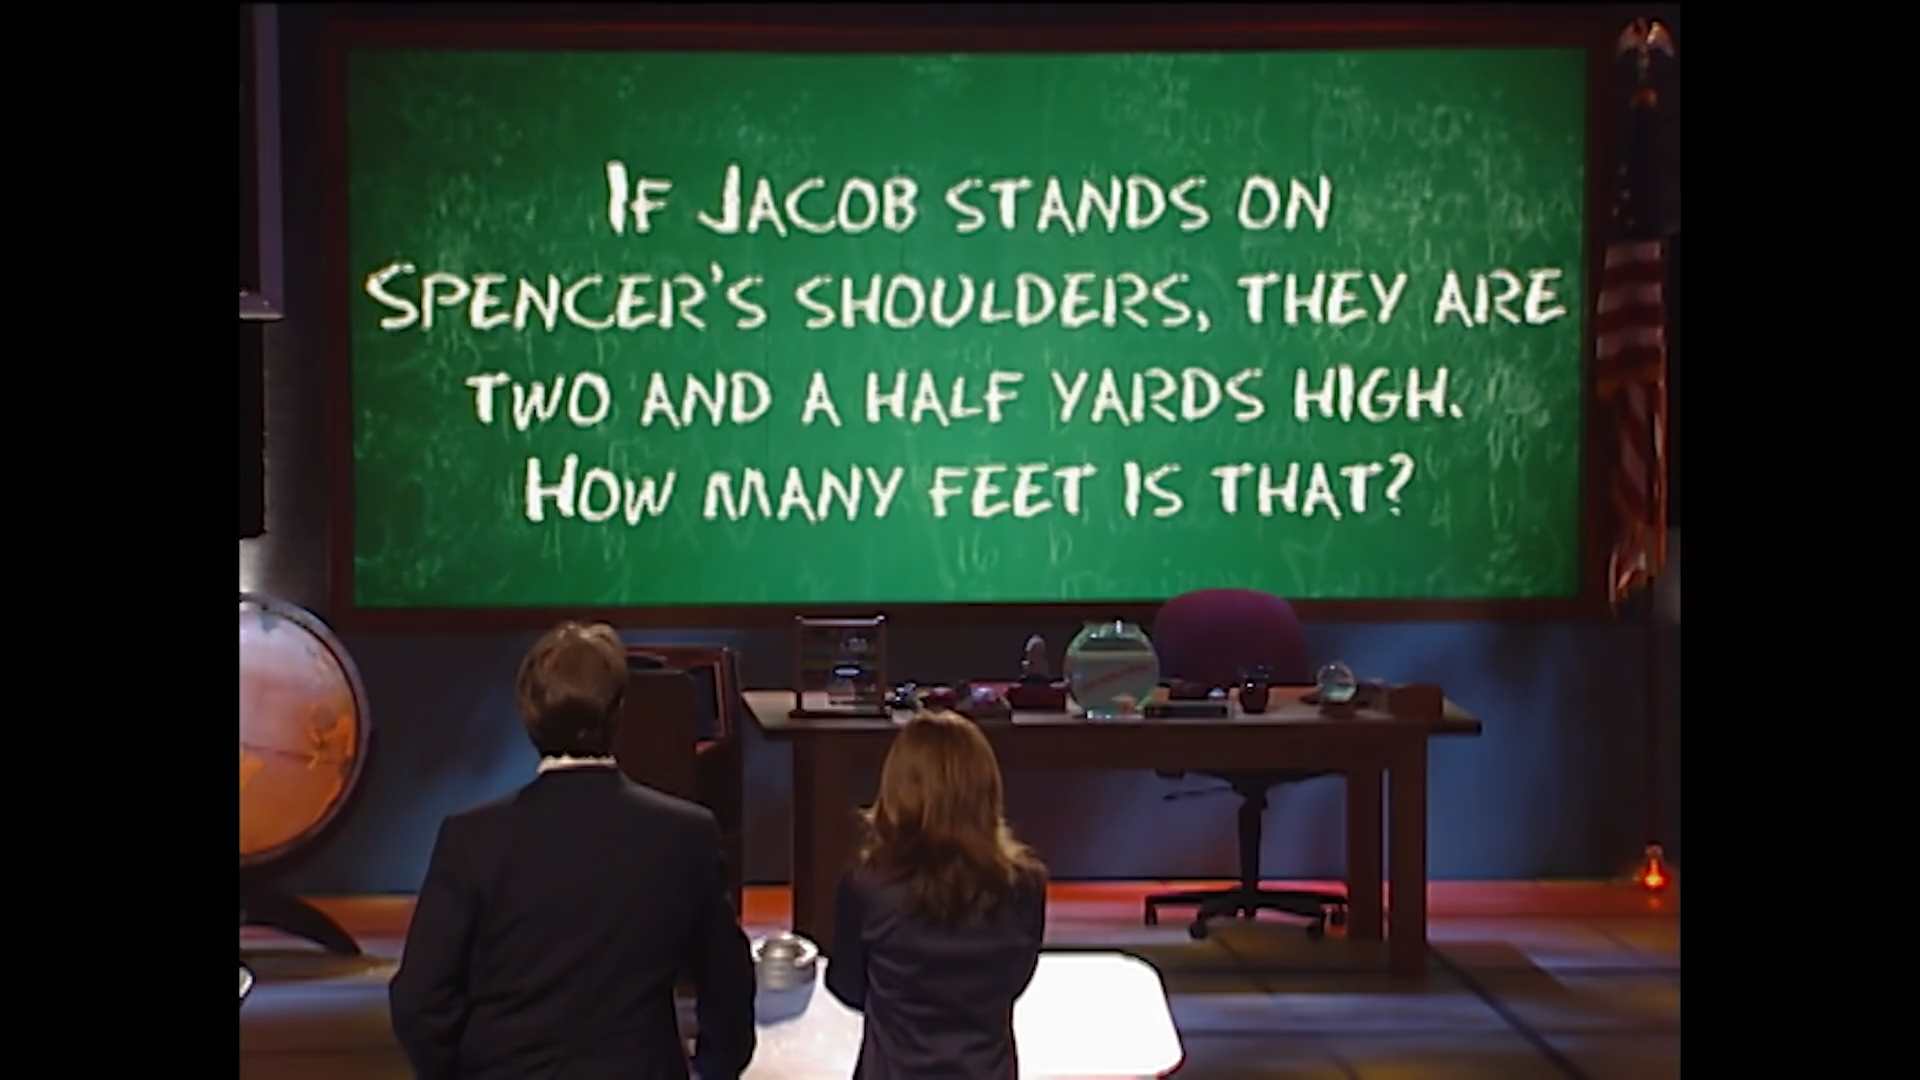 IF JACOB STANDS ON
SPENCER'S SHOULDERS, THEY ARE
TWO AND A HALF YARDS HIGH.
HOW MANY FEET IS THAT?